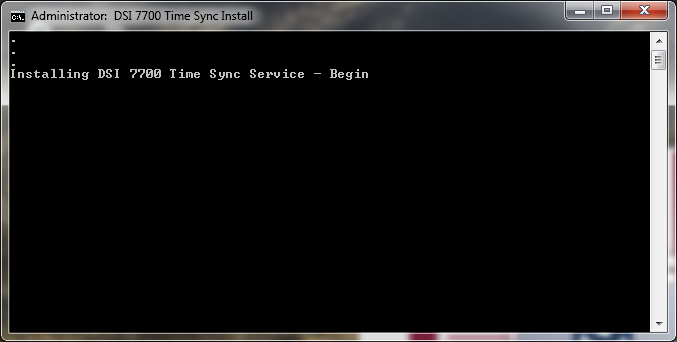 Administrator:  DSI 7700 Time Sync Install
.
.
.
Installing DSI 7700 Time Sync Service - Begin